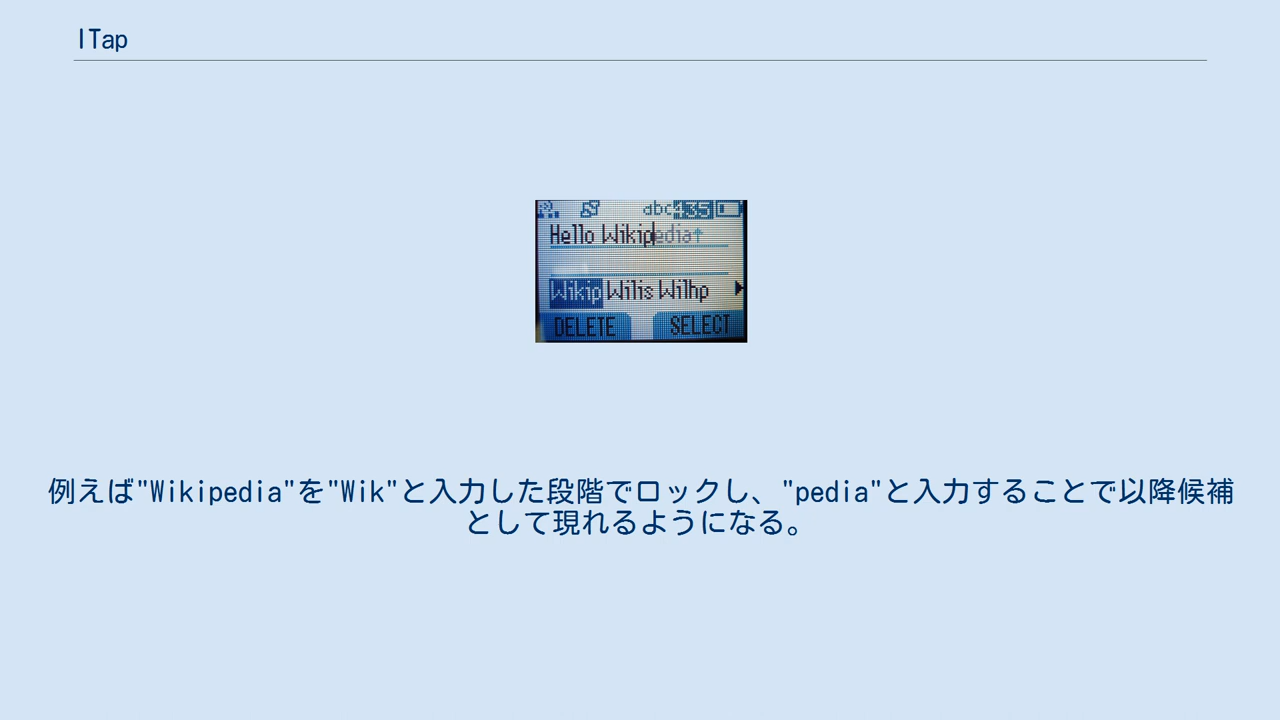 ITap
abc435
Hello Wikipedia↑
Wikip Wilis Wilhp
DELETE SELECT
例えば"Wikipedia"を"Wik"と入力した段階でロックし、"pedia"と入力することで以降候補
として現れるようになる。